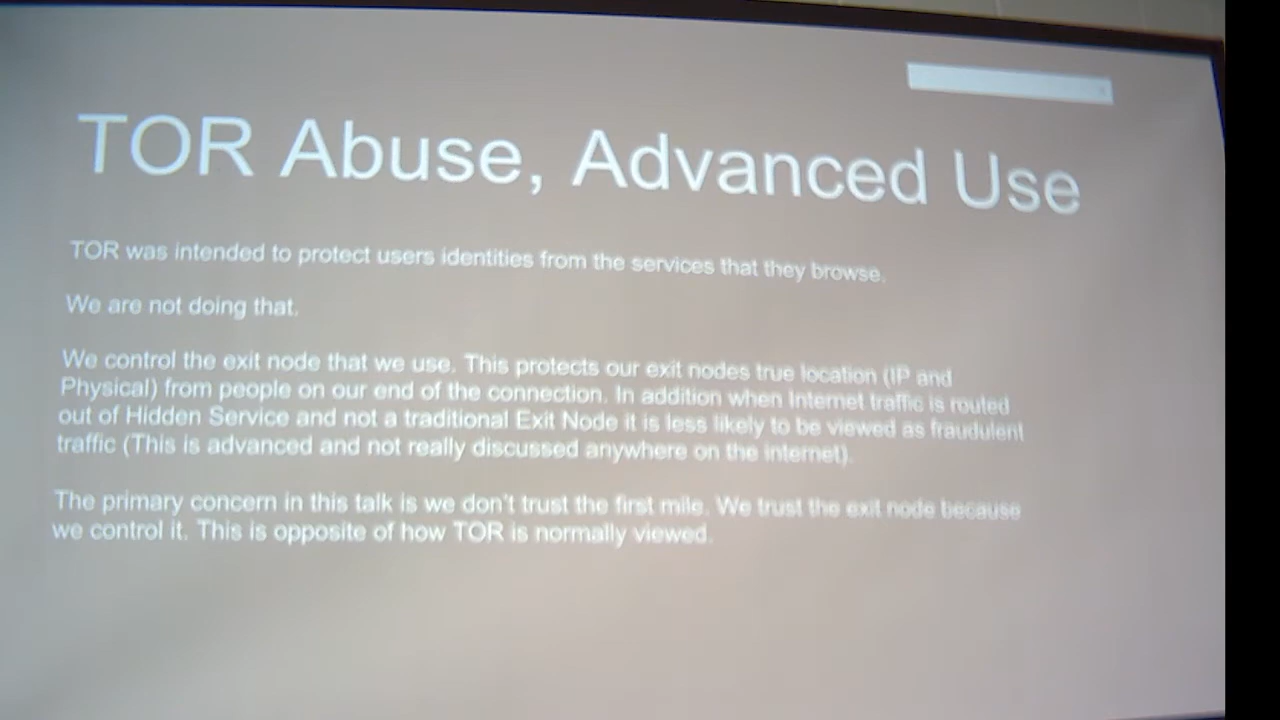 TOR Abuse, Advanced Use
TOR was intended to protect users identities from the services that they browse.
We are not doing that.
We control the exit node that we use. This protects our exit nodes true location (IP and
Physical) from people on our end of the connection. In addition when Internet traffic is routed
out of Hidden Service and not a traditional Exit Node it is less likely to be viewed as fraudulent
traffic (This is advanced and not really discussed anywhere on the internet).
The primary concern in this talk is we don't trust the first mile. We trust the exit node because
we control it. This is opposite of how TOR is normally viewed.